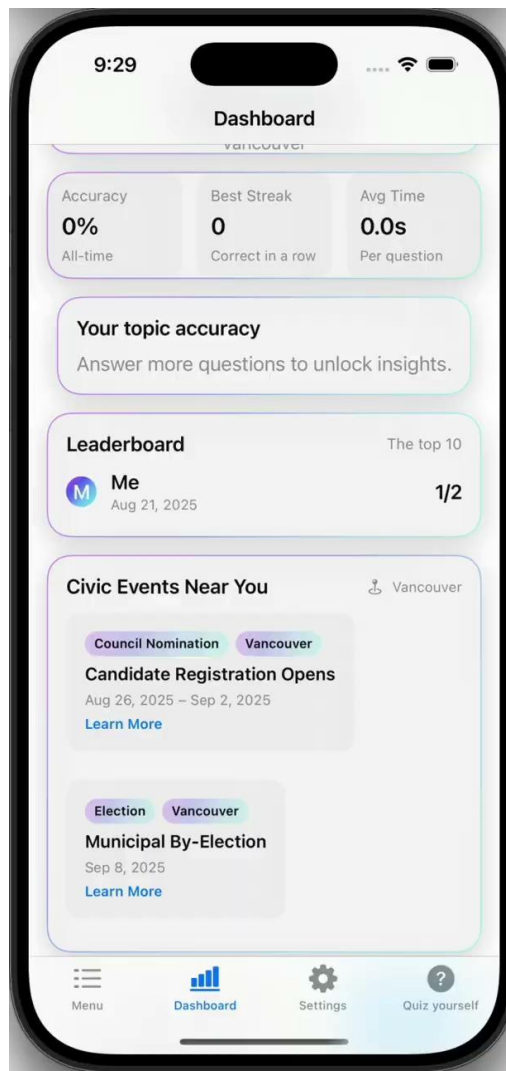 9:29
Dashboard
Vancouver
Accuracy
0%
All-time
Best Streak
0
Correct in a row
Avg Time
0.0s
Per question
Your topic accuracy
Answer more questions to unlock insights.
Leaderboard
The top 10
M
Me
Aug 21, 2025
1/2
Civic Events Near You
Vancouver
Council Nomination
Vancouver
Candidate Registration Opens
Aug 26, 2025 – Sep 2, 2025
Learn More
Election
Vancouver
Municipal By-Election
Sep 8, 2025
Learn More
Menu
Dashboard
Settings
?
Quiz yourself